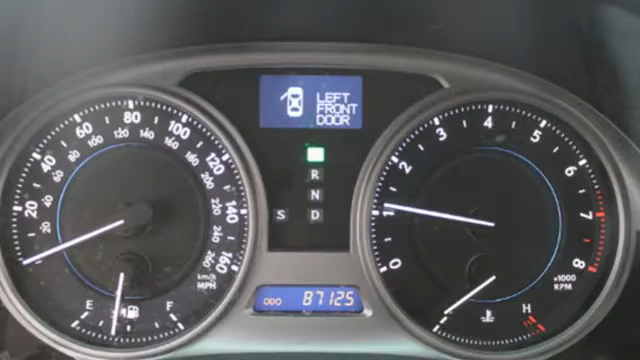 LEFT
FRONT
DOOR
R
N
S D
ODO 87125
20 40 60 80 100 120 140 160
20 40 60 80 100 120 140 160 180 200 220 240 260
km/h
MPH
E F
0 1 2 3 4 5 6 7 8
x1000
RPM
H